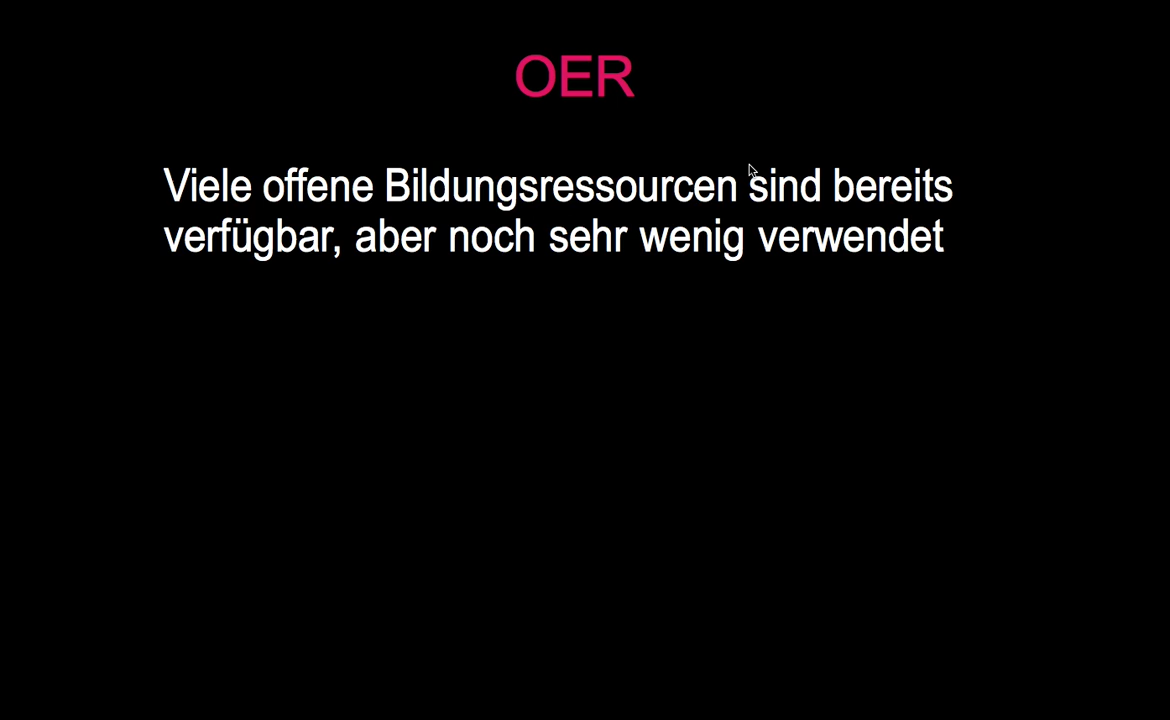 OER
Viele offene Bildungsressourcen sind bereits
verfügbar, aber noch sehr wenig verwendet